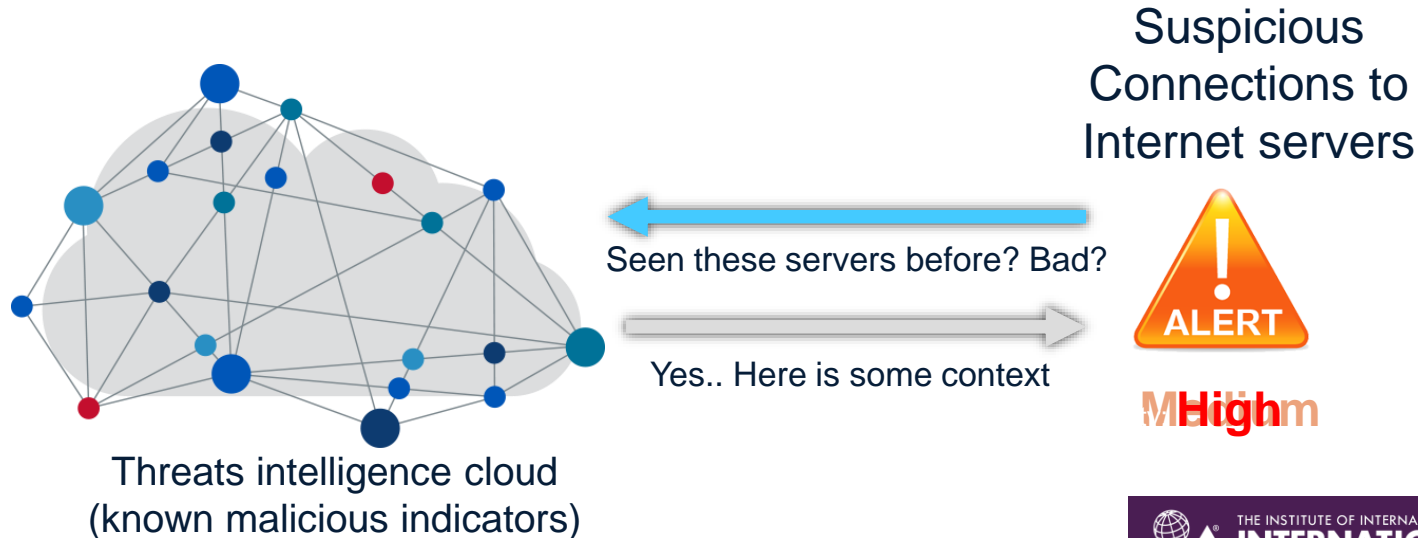 Suspicious
Connections to
Internet servers
Seen these servers before? Bad?
ALERT
Yes.. Here is some context
Medium
High
Threats intelligence cloud
(known malicious indicators)
THE INSTITUTE OF INTERNA